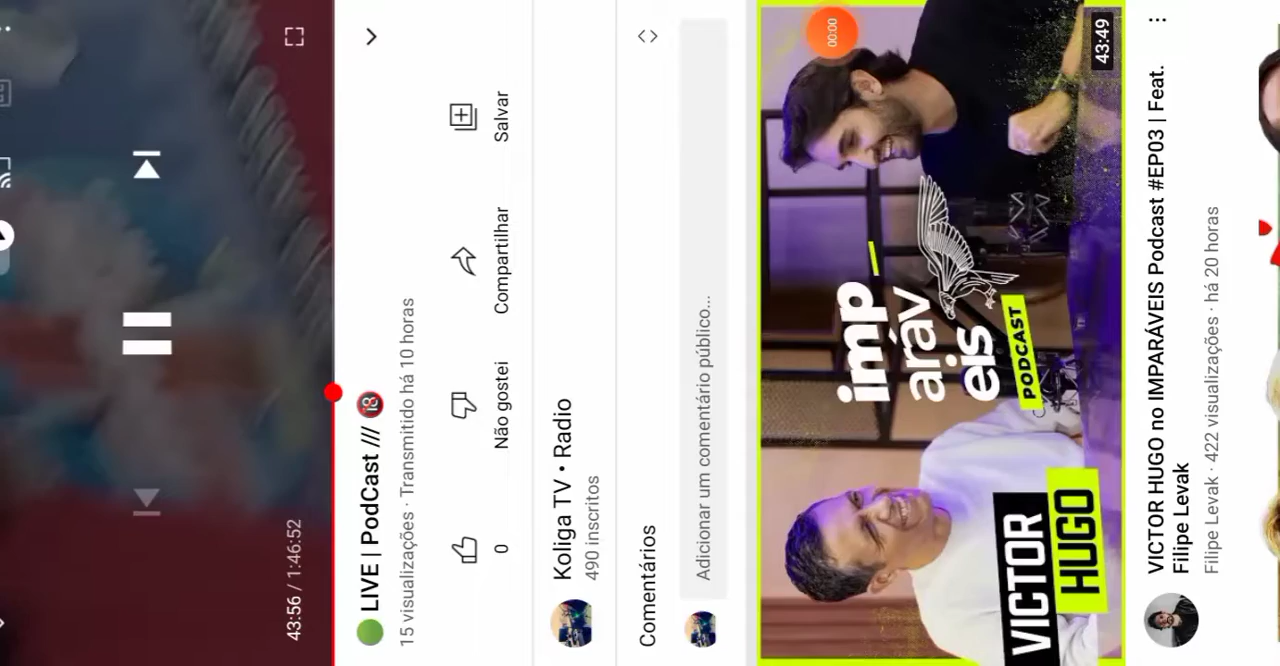 43:56 / 1:46:52
🟢 LIVE | PodCast /// 🔞
15 visualizações · Transmitido há 10 horas
0
Não gostei
Compartilhar
Salvar
Koliga TV • Radio
490 inscritos
Comentários
Adicionar um comentário público...
00:00
imp
aráv
eis
PODCAST
VICTOR
HUGO
43:49
VICTOR HUGO no IMPARÁVEIS Podcast #EP03 | Feat.
Filipe Levak
Filipe Levak · 422 visualizações · há 20 horas